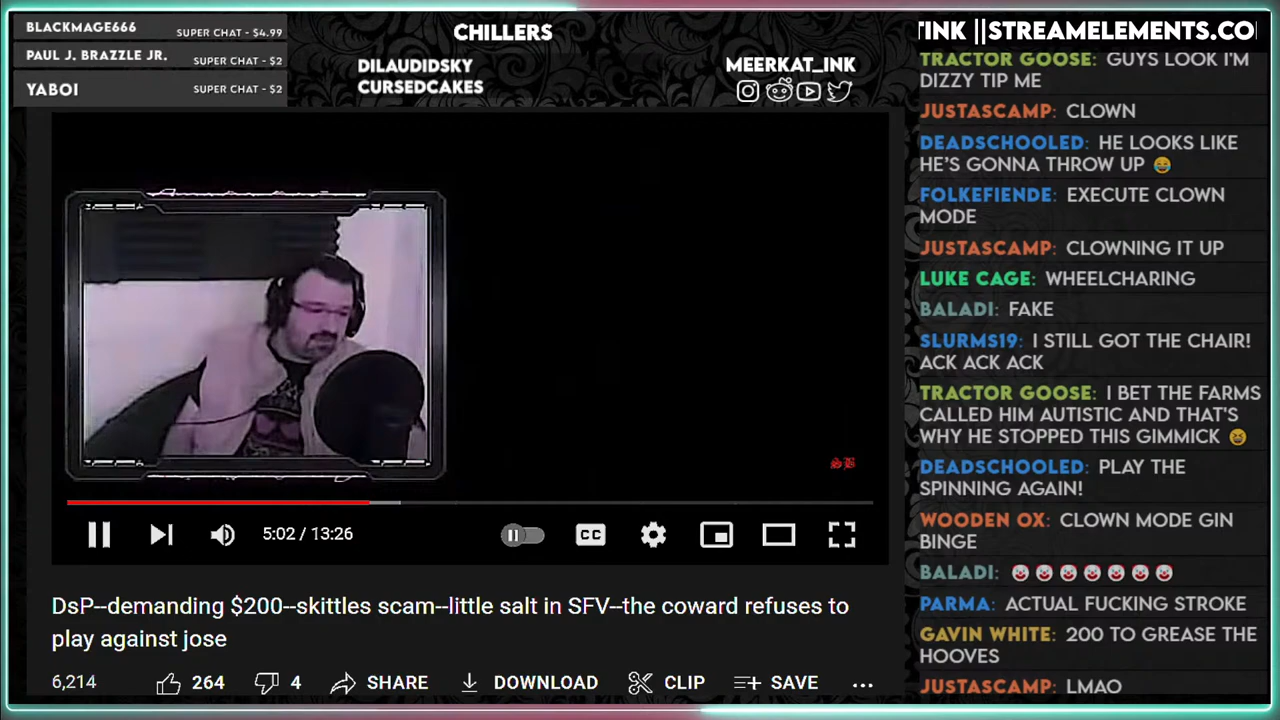 BLACKMAGE666 SUPER CHAT - $4.99
PAUL J. BRAZZLE JR. SUPER CHAT - $2
YABOI SUPER CHAT - $2
CHILLERS
DILAUDIDSKY
CURSEDCAKES
MEERKAT_INK
INK ||STREAMELEMENTS.CO
TRACTOR GOOSE: GUYS LOOK I'M
DIZZY TIP ME
JUSTASCAMP: CLOWN
DEADSCHOOLED: HE LOOKS LIKE
HE'S GONNA THROW UP 😂
FOLKEFIENDE: EXECUTE CLOWN
MODE
JUSTASCAMP: CLOWNING IT UP
LUKE CAGE: WHEELCHARING
BALADI: FAKE
SLURMS19: I STILL GOT THE CHAIR!
ACK ACK ACK
TRACTOR GOOSE: I BET THE FARMS
CALLED HIM AUTISTIC AND THAT'S
WHY HE STOPPED THIS GIMMICK 😆
DEADSCHOOLED: PLAY THE
SPINNING AGAIN!
WOODEN OX: CLOWN MODE GIN
BINGE
BALADI: 🤡🤡🤡🤡🤡🤡🤡
PARMA: ACTUAL FUCKING STROKE
GAVIN WHITE: 200 TO GREASE THE
HOOVES
JUSTASCAMP: LMAO
5:02 / 13:26
CC
DsP--demanding $200--skittles scam--little salt in SFV--the coward refuses to
play against jose
6,214 264 4 SHARE DOWNLOAD CLIP SAVE ...